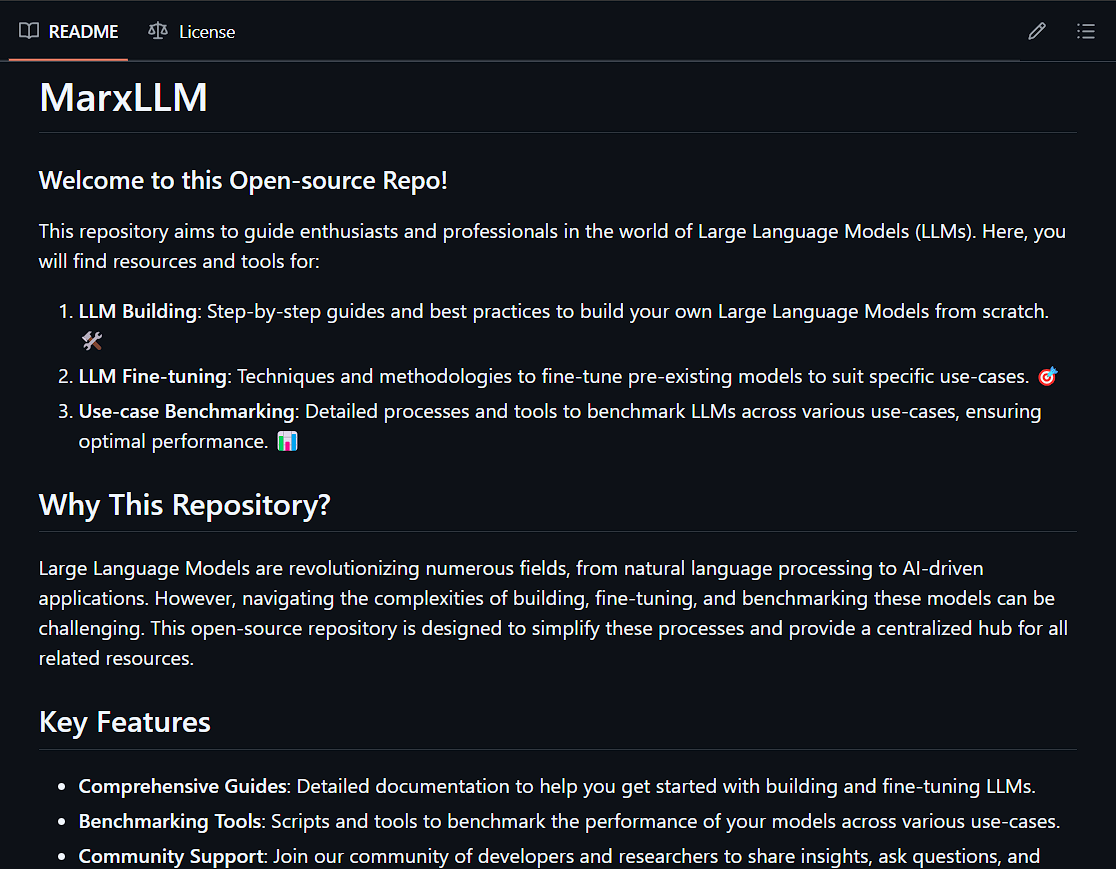 README
License
MarxLLM
Welcome to this Open-source Repo!
This repository aims to guide enthusiasts and professionals in the world of Large Language Models (LLMs). Here, you
will find resources and tools for:
1. LLM Building: Step-by-step guides and best practices to build your own Large Language Models from scratch.
🛠️
2. LLM Fine-tuning: Techniques and methodologies to fine-tune pre-existing models to suit specific use-cases. 🎯
3. Use-case Benchmarking: Detailed processes and tools to benchmark LLMs across various use-cases, ensuring
optimal performance. 📊
Why This Repository?
Large Language Models are revolutionizing numerous fields, from natural language processing to AI-driven
applications. However, navigating the complexities of building, fine-tuning, and benchmarking these models can be
challenging. This open-source repository is designed to simplify these processes and provide a centralized hub for all
related resources.
Key Features
• Comprehensive Guides: Detailed documentation to help you get started with building and fine-tuning LLMs.
• Benchmarking Tools: Scripts and tools to benchmark the performance of your models across various use-cases.
• Community Support: Join our community of developers and researchers to share insights, ask questions, and